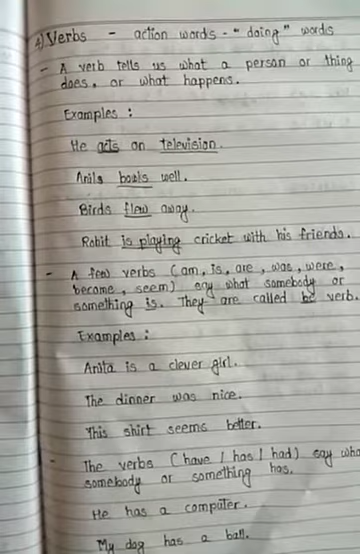 4) Verbs - action words - "doing" words
- A verb tells us what a person or thing
does, or what happens.
Examples :
He acts on television.
Anila bowls well.
Birds flew away.
Rohit is playing cricket with his friends.
- A few verbs (am, is, are, was, were,
become, seem) say what somebody or
something is. They are called be verb.
Examples :
Anita is a clever girl.
The dinner was nice.
This shirt seems better.
- The verbs (have / has / had) say what
somebody or something has.
He has a computer.
My dog has a ball.